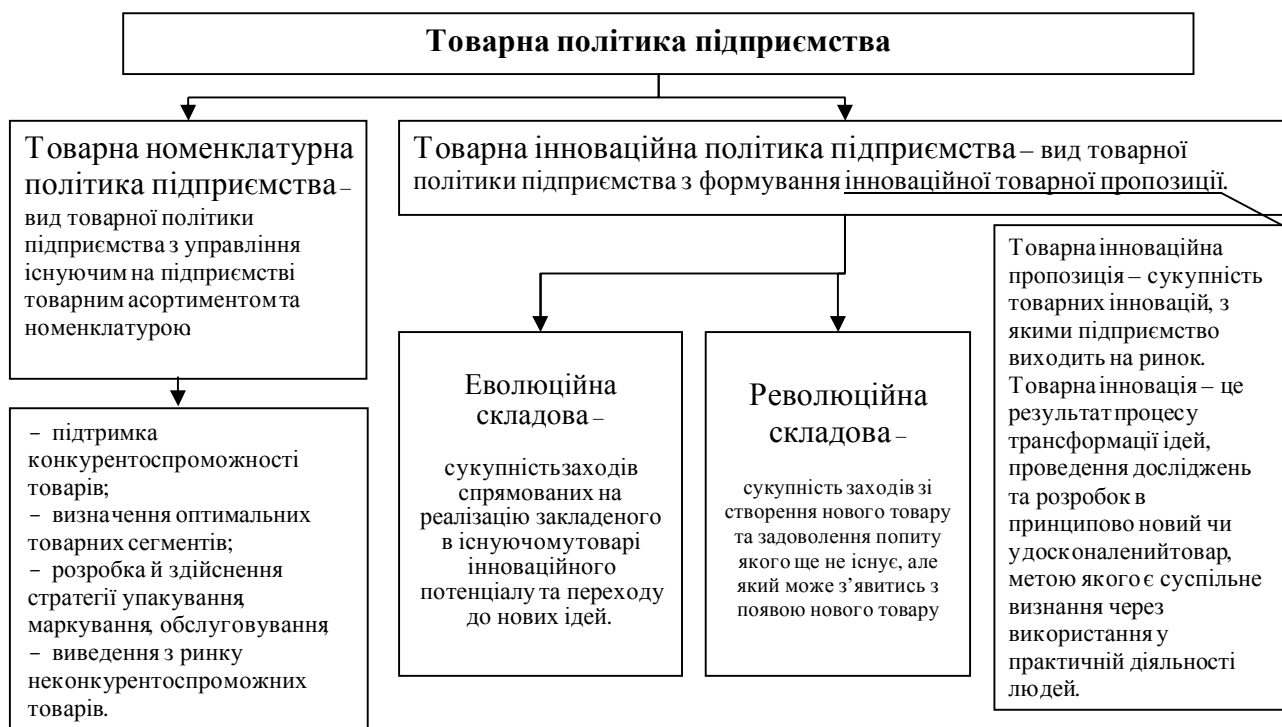 Товарна політика підприємства
Товарна номенклатурна
політика підприємства –
вид товарної політики
підприємства з управління
існуючим на підприємстві
товарним асортиментом та
номенклатурою.
– підтримка
конкурентоспроможності
товарів;
– визначення оптимальних
товарних сегментів;
– розробка й здійснення
стратегії упакування,
маркування, обслуговування;
– виведення з ринку
неконкурентоспроможних
товарів.
Товарна інноваційна політика підприємства – вид товарної
політики підприємства з формування інноваційної товарної пропозиції.
Еволюційна
складова –
сукупність заходів
спрямованих на
реалізацію закладеного
в існуючому товарі
інноваційного
потенціалу та переходу
до нових ідей.
Революційна
складова –
сукупність заходів зі
створення нового товару
та задоволення попиту
якого ще не існує, але
який може з’явитись з
появою нового товару
Товарна інноваційна
пропозиція – сукупність
товарних інновацій, з
якими підприємство
виходить на ринок.
Товарна інновація – це
результат процесу
трансформації ідей,
проведення досліджень
та розробок в
принципово новий чи
удосконалений товар,
метою якого є суспільне
визнання через
використання у
практичній діяльності
людей.